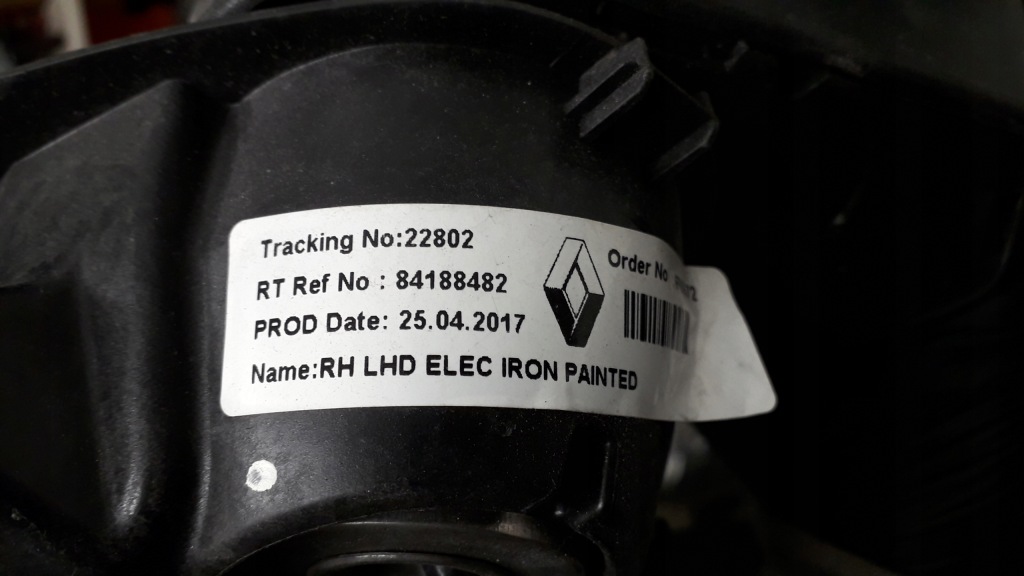 Tracking No:22802
RT Ref No : 84188482
PROD Date: 25.04.2017
Name:RH LHD ELEC IRON PAINTED
Order No